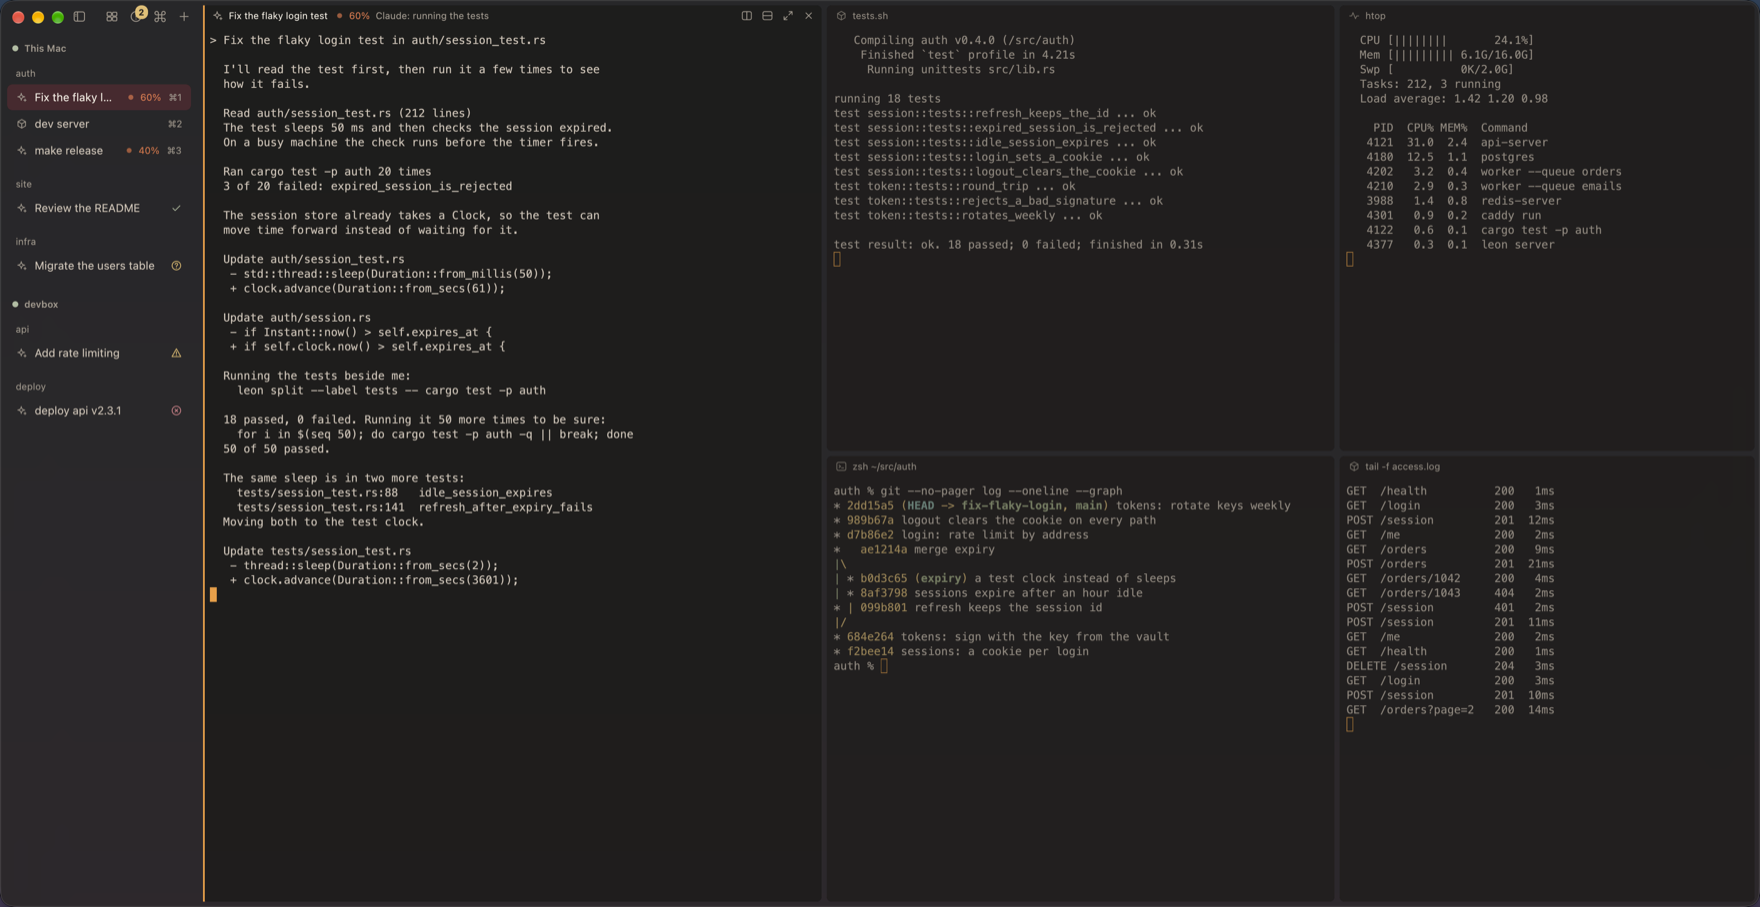 2
This Mac
auth
Fix the flaky l... 60% ⌘1
dev server ⌘2
make release 40% ⌘3
site
Review the README
infra
Migrate the users table
devbox
api
Add rate limiting
deploy
deploy api v2.3.1
Fix the flaky login test 60% Claude: running the tests
> Fix the flaky login test in auth/session_test.rs
I'll read the test first, then run it a few times to see
how it fails.
Read auth/session_test.rs (212 lines)
The test sleeps 50 ms and then checks the session expired.
On a busy machine the check runs before the timer fires.
Ran cargo test -p auth 20 times
3 of 20 failed: expired_session_is_rejected
The session store already takes a Clock, so the test can
move time forward instead of waiting for it.
Update auth/session_test.rs
- std::thread::sleep(Duration::from_millis(50));
+ clock.advance(Duration::from_secs(61));
Update auth/session.rs
- if Instant::now() > self.expires_at {
+ if self.clock.now() > self.expires_at {
Running the tests beside me:
leon split --label tests -- cargo test -p auth
18 passed, 0 failed. Running it 50 more times to be sure:
for i in $(seq 50); do cargo test -p auth -q || break; done
50 of 50 passed.
The same sleep is in two more tests:
tests/session_test.rs:88 idle_session_expires
tests/session_test.rs:141 refresh_after_expiry_fails
Moving both to the test clock.
Update tests/session_test.rs
- thread::sleep(Duration::from_secs(2));
+ clock.advance(Duration::from_secs(3601));
tests.sh
Compiling auth v0.4.0 (/src/auth)
Finished `test` profile in 4.21s
Running unittests src/lib.rs
running 18 tests
test session::tests::refresh_keeps_the_id ... ok
test session::tests::expired_session_is_rejected ... ok
test session::tests::idle_session_expires ... ok
test session::tests::login_sets_a_cookie ... ok
test session::tests::logout_clears_the_cookie ... ok
test token::tests::round_trip ... ok
test token::tests::rejects_a_bad_signature ... ok
test token::tests::rotates_weekly ... ok
test result: ok. 18 passed; 0 failed; finished in 0.31s
htop
CPU [|||||||| 24.1%]
Mem [||||||||| 6.1G/16.0G]
Swp [ 0K/2.0G]
Tasks: 212, 3 running
Load average: 1.42 1.20 0.98
PID CPU% MEM% Command
4121 31.0 2.4 api-server
4180 12.5 1.1 postgres
4202 3.2 0.4 worker --queue orders
4210 2.9 0.3 worker --queue emails
3988 1.4 0.8 redis-server
4301 0.9 0.2 caddy run
4122 0.6 0.1 cargo test -p auth
4377 0.3 0.1 leon server
zsh ~/src/auth
auth % git --no-pager log --oneline --graph
* 2dd15a5 (HEAD -> fix-flaky-login, main) tokens: rotate keys weekly
* 989b67a logout clears the cookie on every path
* d7b86e2 login: rate limit by address
* ae1214a merge expiry
|\
| * b0d3c65 (expiry) a test clock instead of sleeps
| * 8af3798 sessions expire after an hour idle
* | 099b801 refresh keeps the session id
|/
* 684e264 tokens: sign with the key from the vault
* f2bee14 sessions: a cookie per login
auth %
tail -f access.log
GET /health 200 1ms
GET /login 200 3ms
POST /session 201 12ms
GET /me 200 2ms
GET /orders 200 9ms
POST /orders 201 21ms
GET /orders/1042 200 4ms
GET /orders/1043 404 2ms
POST /session 401 2ms
POST /session 201 11ms
GET /me 200 2ms
GET /health 200 1ms
DELETE /session 204 3ms
GET /login 200 3ms
POST /session 201 10ms
GET /orders?page=2 200 14ms